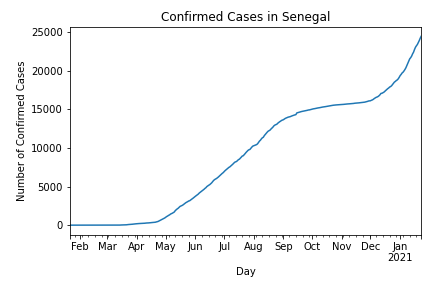 Confirmed Cases in Senegal
Number of Confirmed Cases
25000
20000
15000
10000
5000
0
Feb Mar Apr May Jun Jul Aug Sep Oct Nov Dec Jan
2021
Day